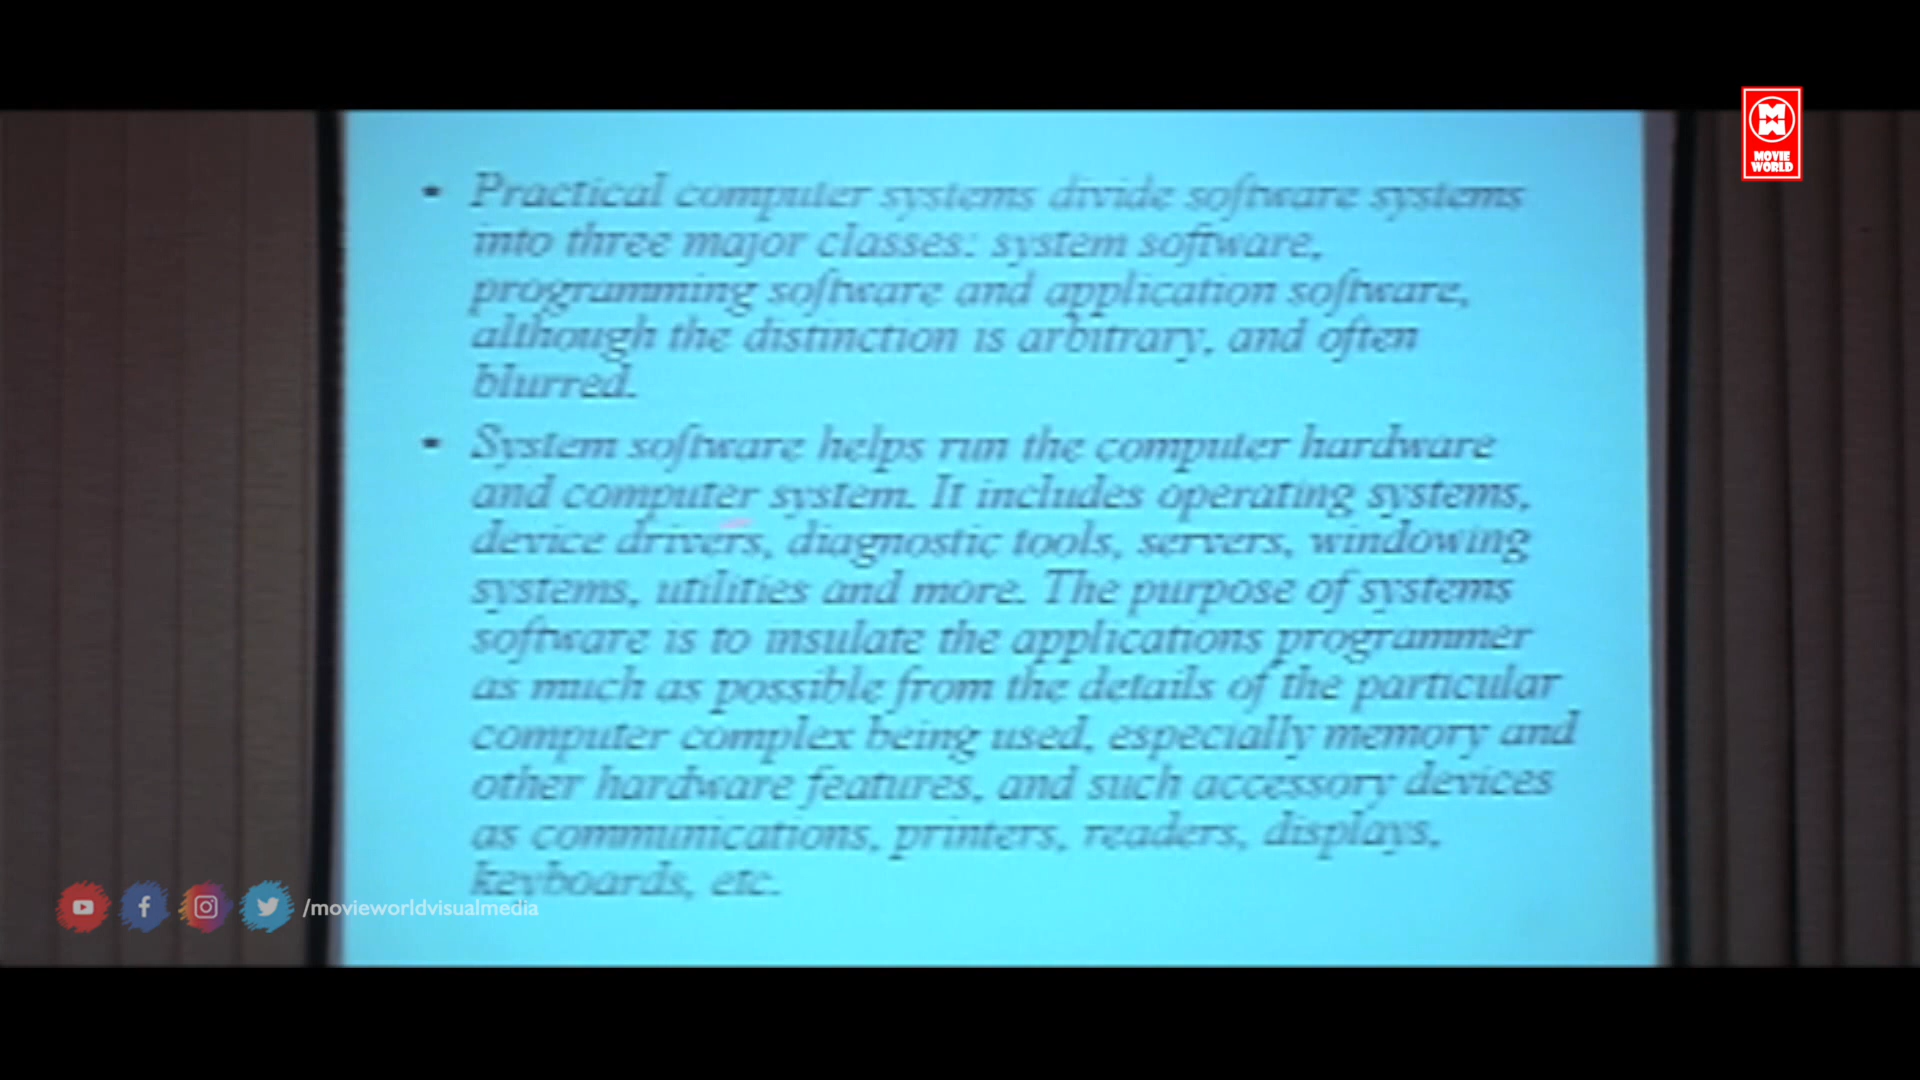 MOVIE
WORLD
• Practical computer systems divide software systems
into three major classes: system software,
programming software and application software,
although the distinction is arbitrary, and often
blurred.
• System software helps run the computer hardware
and computer system. It includes operating systems,
device drivers, diagnostic tools, servers, windowing
systems, utilities and more. The purpose of systems
software is to insulate the applications programmer
as much as possible from the details of the particular
computer complex being used, especially memory and
other hardware features, and such accessory devices
as communications, printers, readers, displays,
keyboards, etc.
/movieworldvisualmedia